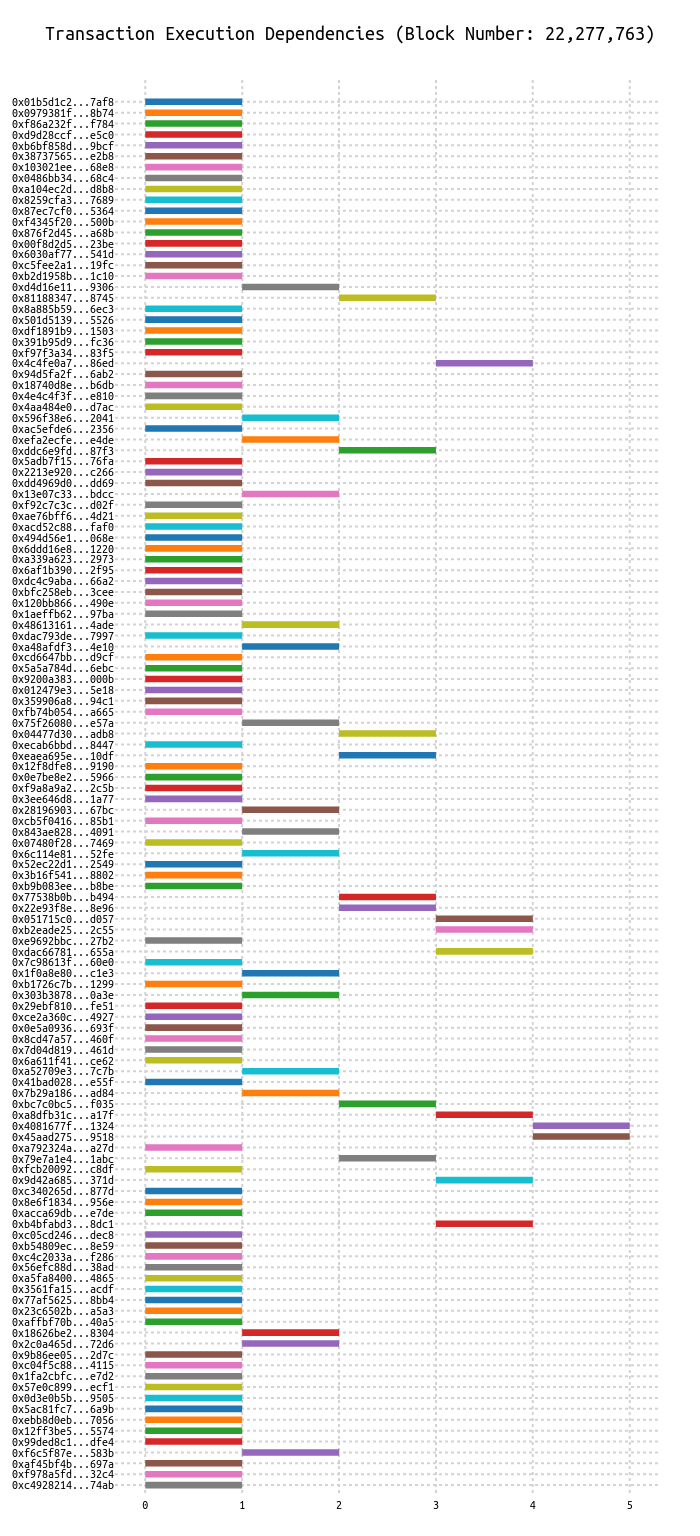 Transaction Execution Dependencies (Block Number: 22,277,763)
0x01b5d1c2...7af8
0x0979381f...8b74
0xf86a232f...f784
0xd9d28ccf...e5c0
0xb6bf858d...9bcf
0x38737565...e2b8
0x103021ee...68e8
0x0486bb34...68c4
0xa104ec2d...d8b8
0x8259cfa3...7689
0x87ec7cf0...5364
0xf4345f20...500b
0x876f2d45...a68b
0x00f8d2d5...23be
0x6030af77...541d
0xc5fee2a1...19fc
0xb2d1958b...1c10
0xd4d16e11...9306
0x81188347...8745
0x8a885b59...6ec3
0x501d5139...5526
0xdf1891b9...1503
0x391b95d9...fc36
0xf97f3a34...83f5
0x4c4fe0a7...86ed
0x94d5fa2f...6ab2
0x18740d8e...b6db
0x4e4c4f3f...e810
0x4aa484e0...d7ac
0x596f38e6...2041
0xac5efde6...2356
0xefa2ecfe...e4de
0xddc6e9fd...87f3
0x5adb7f15...76fa
0x2213e920...c266
0xdd4969d0...dd69
0x13e07c33...bdcc
0xf92c7c3c...d02f
0xae76bff6...4d21
0xacd52c88...faf0
0x494d56e1...068e
0x6ddd16e8...1220
0xa339a623...2973
0x6af1b390...2f95
0xdc4c9aba...66a2
0xbfc258eb...3cee
0x120bb866...490e
0x1aeffb62...97ba
0x48613161...4ade
0xdac793de...7997
0xa48afdf3...4e10
0xcd6647bb...d9cf
0x5a5a784d...6ebc
0x9200a383...000b
0x012479e3...5e18
0x359906a8...94c1
0xfb74b054...a665
0x75f26080...e57a
0x04477d30...adb8
0xecab6bbd...8447
0xeaea695e...10df
0x12f8dfe8...9190
0x0e7be8e2...5966
0xf9a8a9a2...2c5b
0x3ee646d8...1a77
0x28196903...67bc
0xcb5f0416...85b1
0x843ae828...4091
0x07480f28...7469
0x6c114e81...52fe
0x52ec22d1...2549
0x3b16f541...8802
0xb9b083ee...b8be
0x77538b0b...b494
0x22e93f8e...8e96
0x051715c0...d057
0xb2eade25...2c55
0xe9692bbc...27b2
0xdac66781...655a
0x7c98613f...60e0
0x1f0a8e80...c1e3
0xb1726c7b...1299
0x303b3878...0a3e
0x29ebf810...fe51
0xce2a360c...4927
0x0e5a0936...693f
0x8cd47a57...460f
0x7d04d819...461d
0x6a611f41...ce62
0xa52709e3...7c7b
0x41bad028...e55f
0x7b29a186...ad84
0xbc7c0bc5...f035
0xa8dfb31c...a17f
0x4081677f...1324
0x45aad275...9518
0xa792324a...a27d
0x79e7a1e4...1abc
0xfcb20092...c8df
0x9d42a685...371d
0xc340265d...877d
0x8e6f1834...956e
0xacca69db...e7de
0xb4bfabd3...8dc1
0xc05cd246...dec8
0xb54809ec...8e59
0xc4c2033a...f286
0x56efc88d...38ad
0xa5fa8400...4865
0x3561fa15...acdf
0x77af5625...8bb4
0x23c6502b...a5a3
0xaffbf70b...40a5
0x18626be2...8304
0x2c0a465d...72d6
0x9b86ee05...2d7c
0xc04f5c88...4115
0x1fa2cbfc...e7d2
0x57e0c899...ecf1
0x0d3e0b5b...9505
0x5ac81fc7...6a9b
0xebb8d0eb...7056
0x12ff3be5...5574
0x99ded8c1...dfe4
0xf6c5f87e...583b
0xaf45bf4b...697a
0xf978a5fd...32c4
0xc4928214...74ab
0 1 2 3 4 5